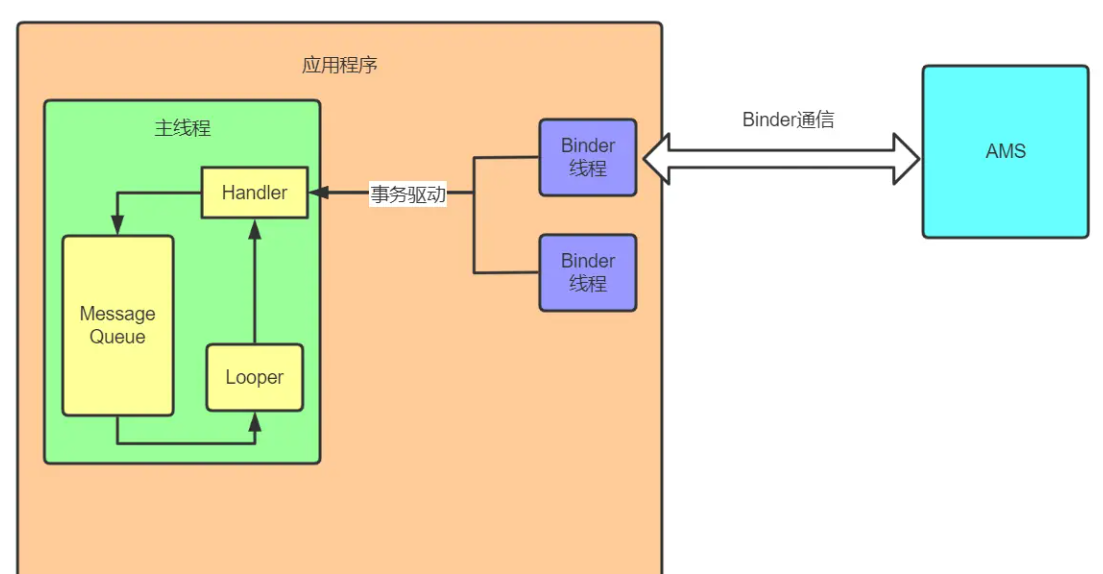 应用程序
主线程
Handler
Message
Queue
Looper
事务驱动
Binder
线程
Binder
线程
Binder通信
AMS